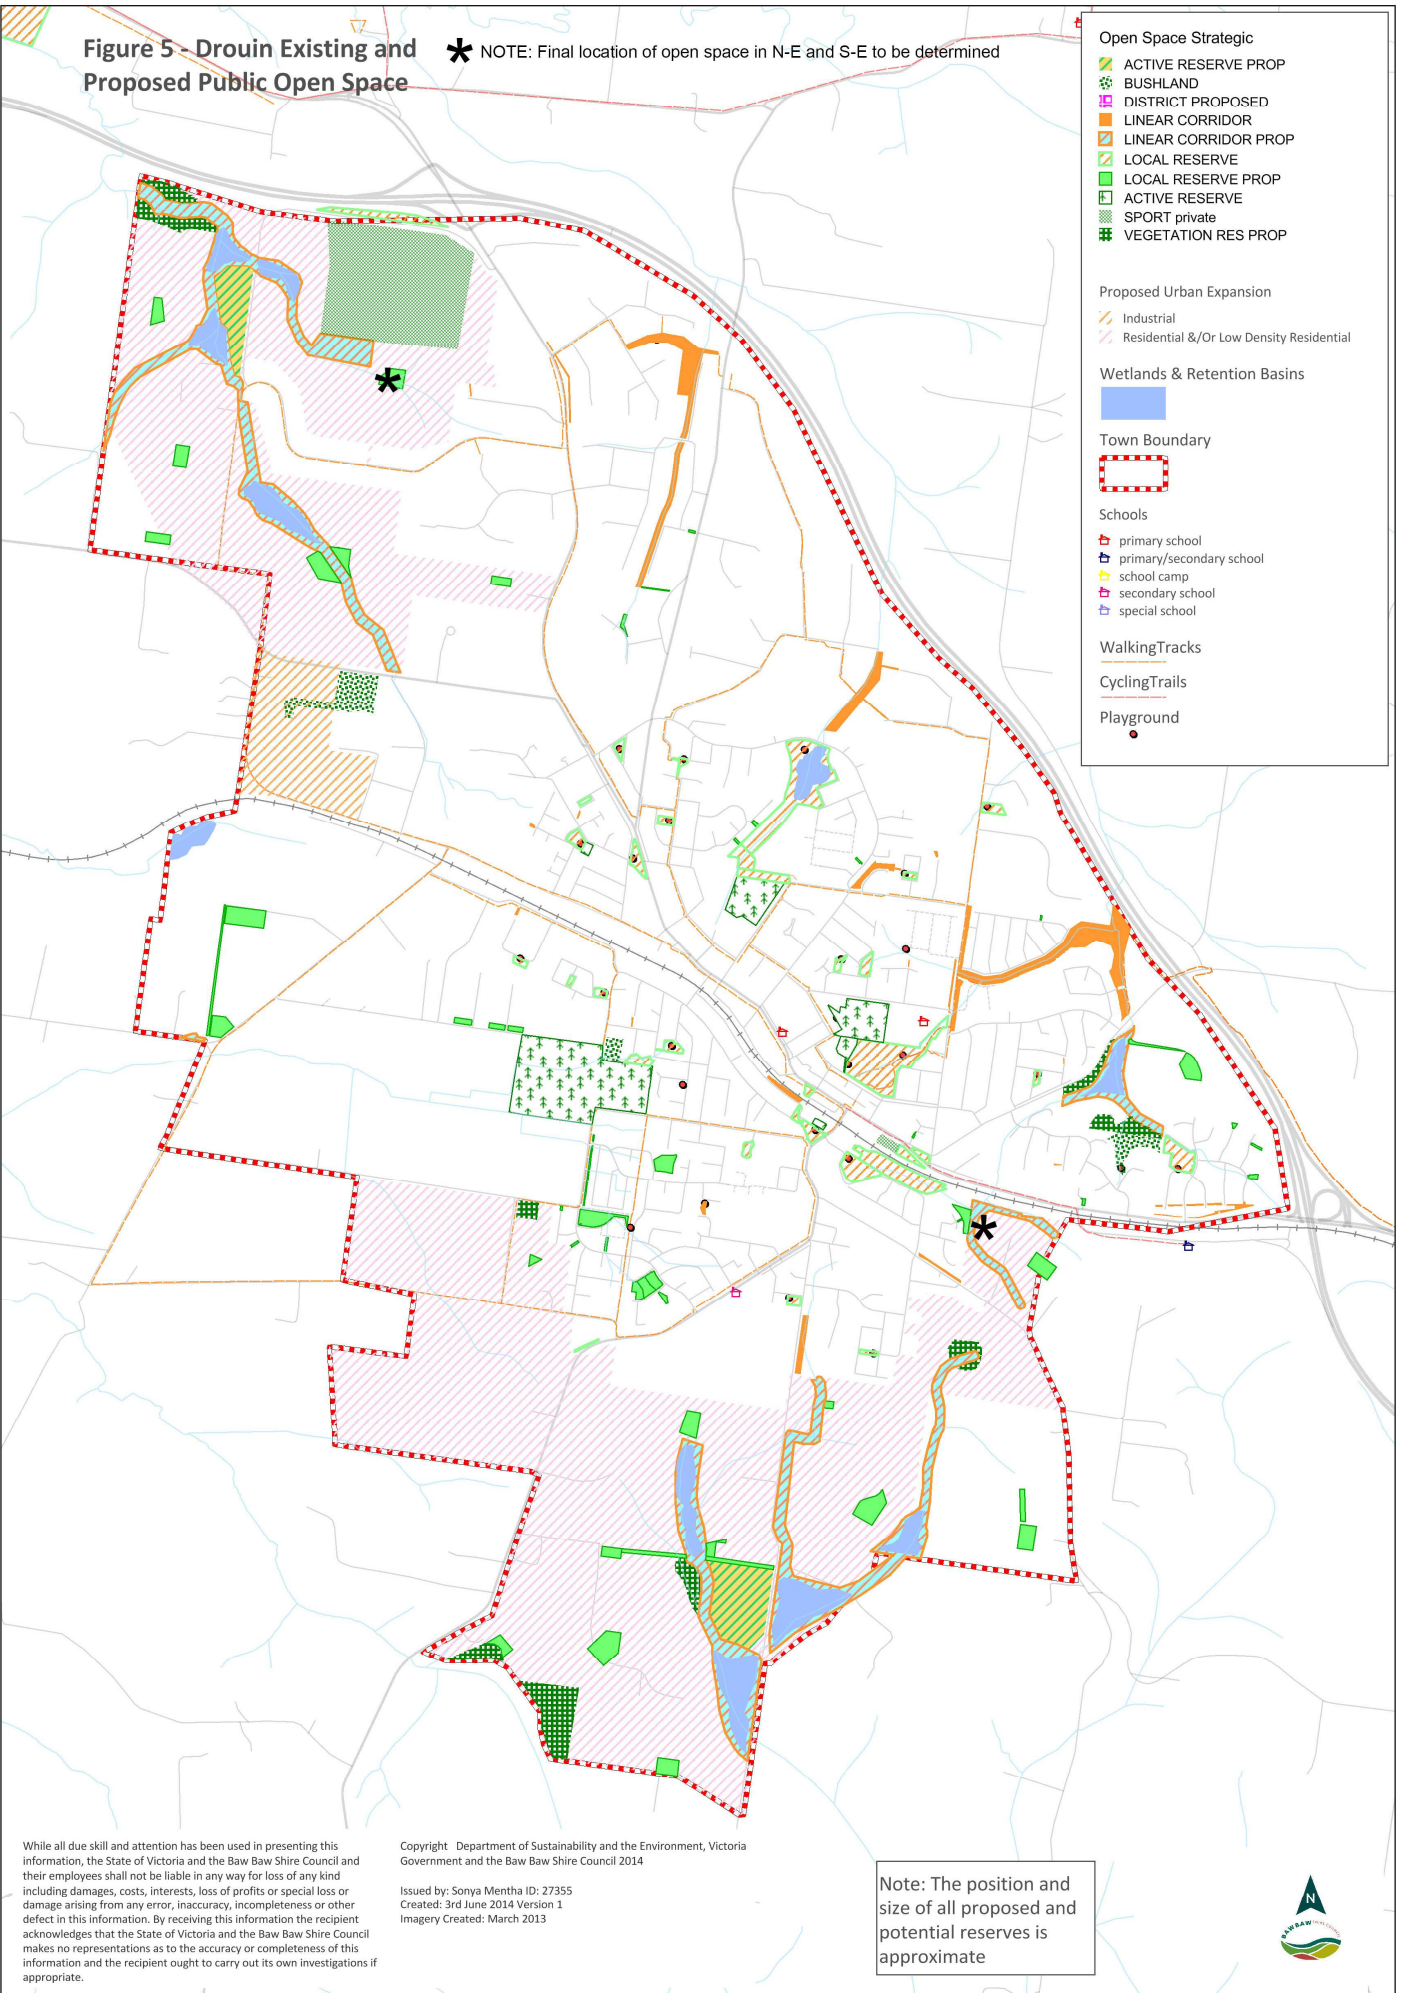 Figure 5 - Drouin Existing and
Proposed Public Open Space
* NOTE: Final location of open space in N-E and S-E to be determined
Open Space Strategic
ACTIVE RESERVE PROP
BUSHLAND
DISTRICT PROPOSED
LINEAR CORRIDOR
LINEAR CORRIDOR PROP
LOCAL RESERVE
LOCAL RESERVE PROP
ACTIVE RESERVE
SPORT private
VEGETATION RES PROP
Proposed Urban Expansion
Industrial
Residential &/Or Low Density Residential
Wetlands & Retention Basins
Town Boundary
Schools
primary school
primary/secondary school
school camp
secondary school
special school
WalkingTracks
CyclingTrails
Playground
*
*
While all due skill and attention has been used in presenting this
information, the State of Victoria and the Baw Baw Shire Council and
their employees shall not be liable in any way for loss of any kind
including damages, costs, interests, loss of profits or special loss or
damage arising from any error, inaccuracy, incompleteness or other
defect in this information. By receiving this information the recipient
acknowledges that the State of Victoria and the Baw Baw Shire Council
makes no representations as to the accuracy or completeness of this
information and the recipient ought to carry out its own investigations if
appropriate.
Copyright Department of Sustainability and the Environment, Victoria
Government and the Baw Baw Shire Council 2014
Issued by: Sonya Mentha ID: 27355
Created: 3rd June 2014 Version 1
Imagery Created: March 2013
Note: The position and
size of all proposed and
potential reserves is
approximate
N
BAW BAW SHIRE COUNCIL